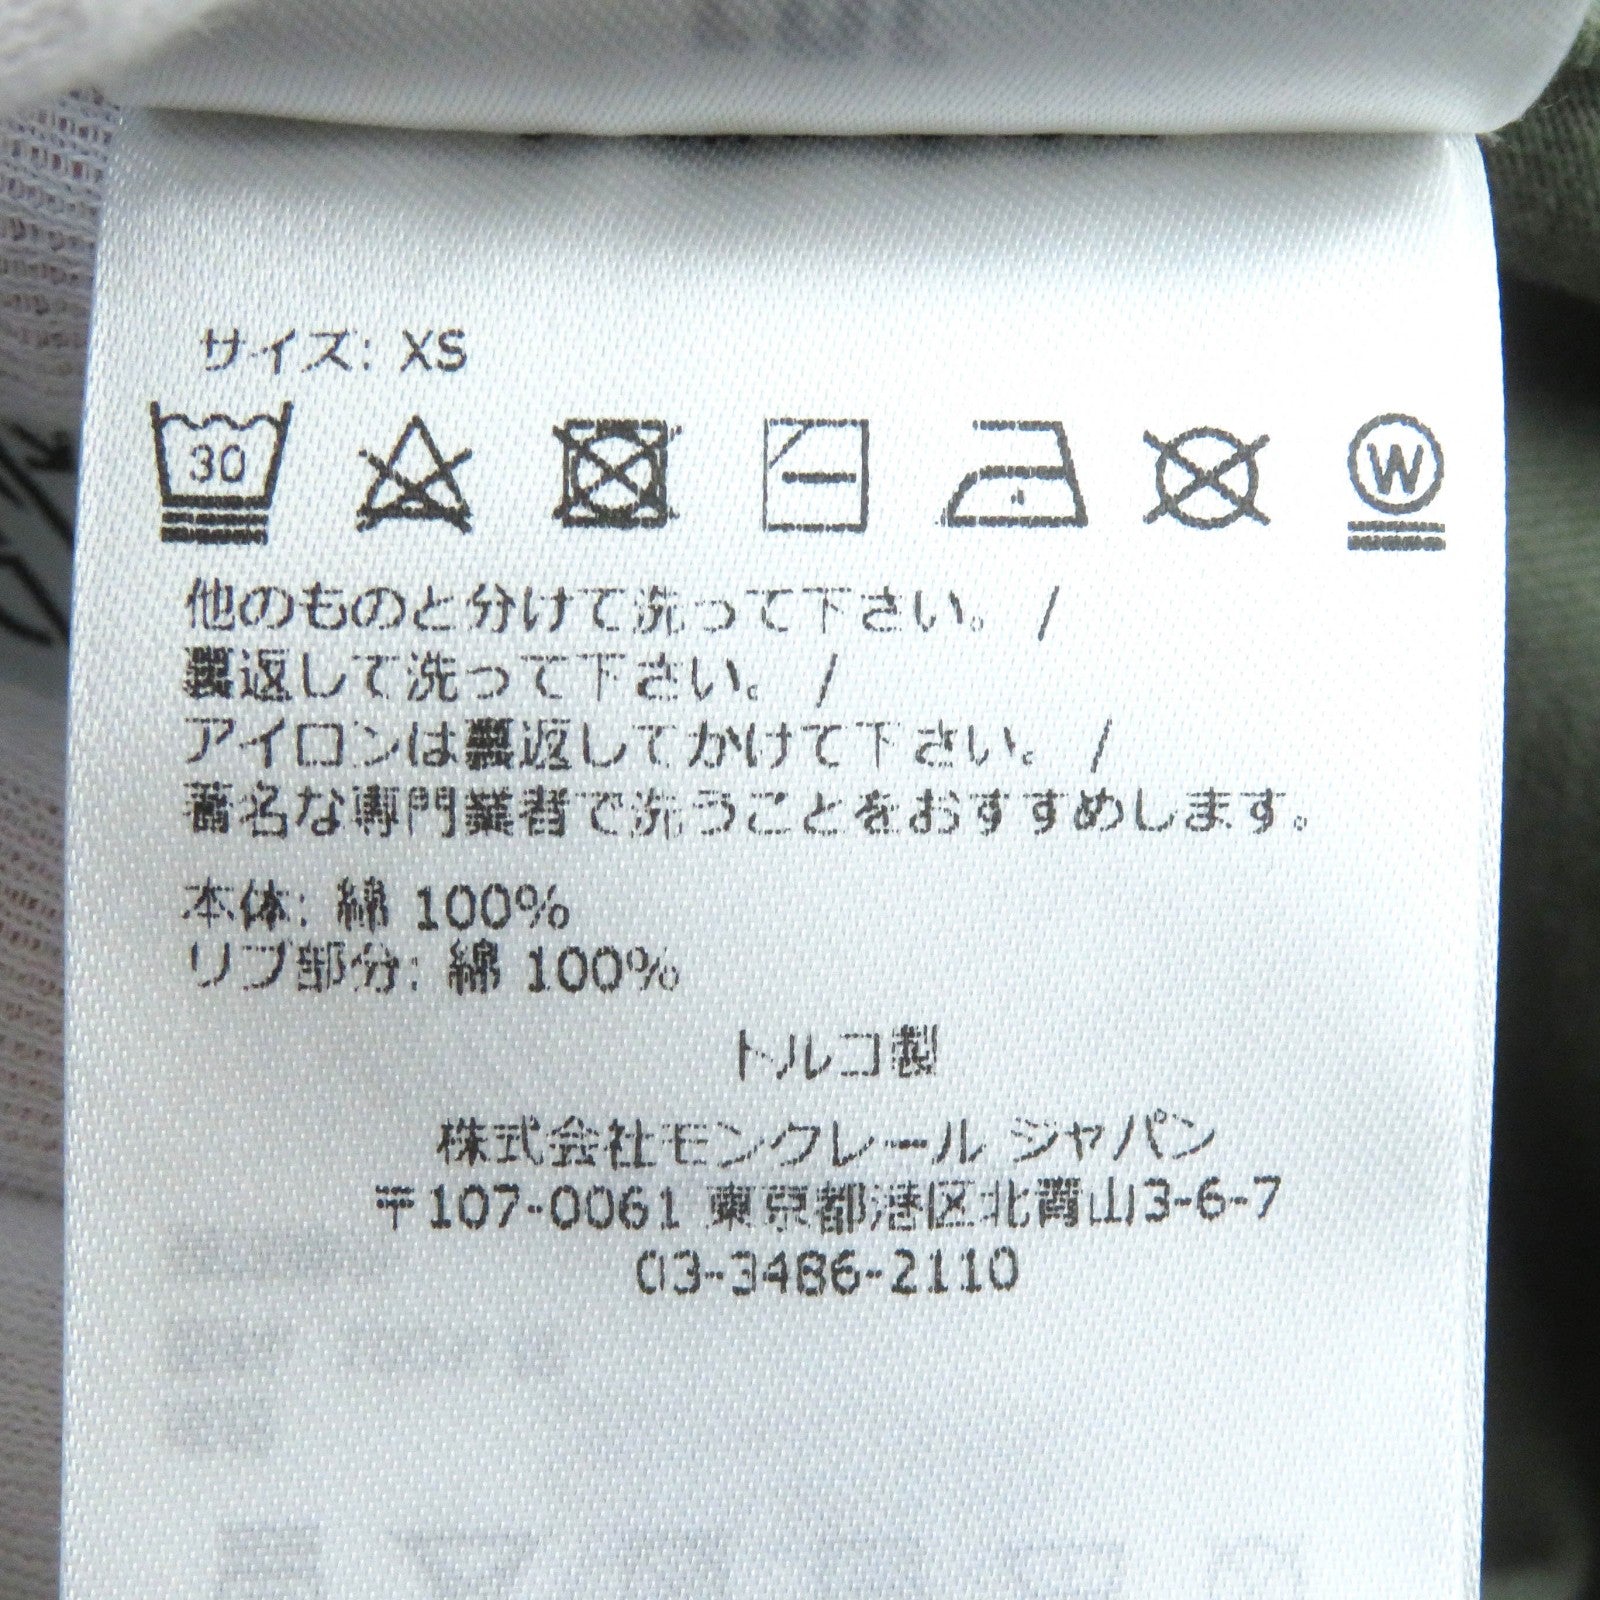 サイズ: XS
30
W
他のものと分けて洗って下さい。 /
裏返して洗って下さい。 /
アイロンは裏返してかけて下さい。 /
著名な専門業者で洗うことをおすすめします。
本体: 綿 100%
リブ部分: 綿 100%
トルコ製
株式会社モンクレール ジャパン
〒107-0061 東京都港区北青山3-6-7
03-3486-2110